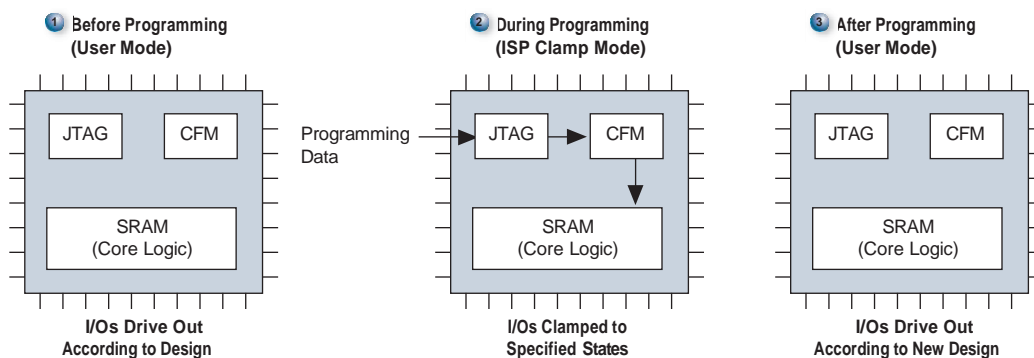 1 Before Programming
(User Mode)
JTAG
CFM
SRAM
(Core Logic)
I/Os Drive Out
According to Design
2 During Programming
(ISP Clamp Mode)
Programming
Data
JTAG
CFM
SRAM
(Core Logic)
I/Os Clamped to
Specified States
3 After Programming
(User Mode)
JTAG
CFM
SRAM
(Core Logic)
I/Os Drive Out
According to New Design